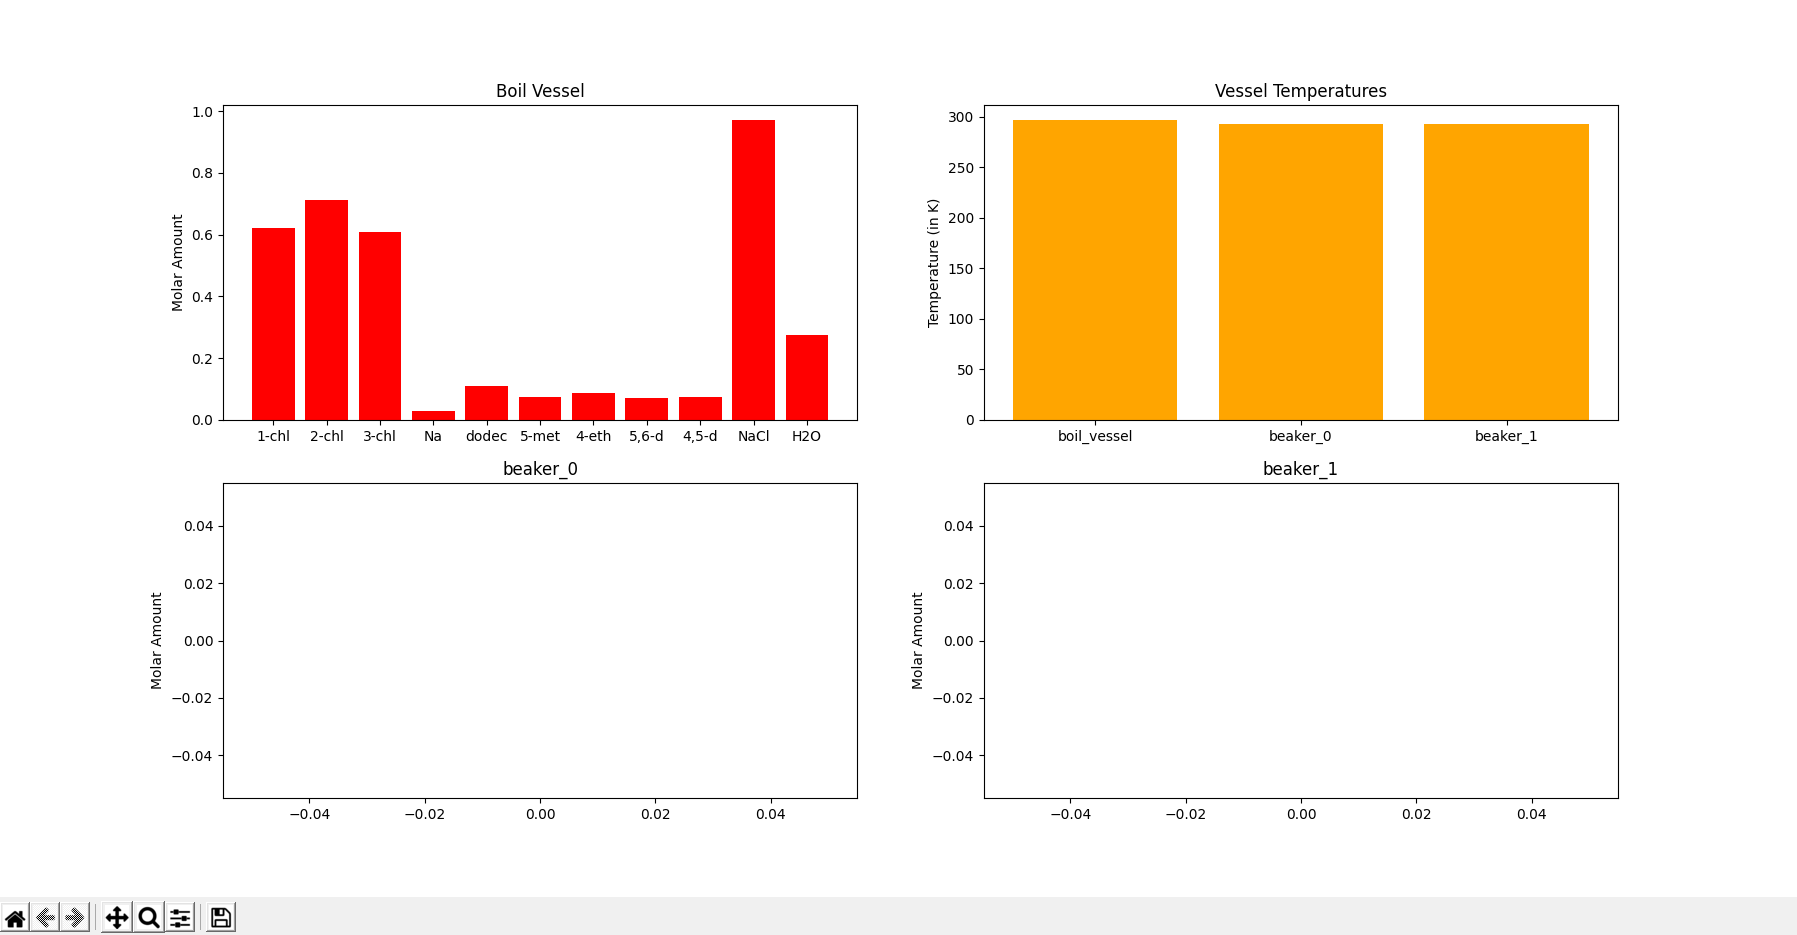 Boil Vessel
1.0
0.8
0.6
0.4
0.2
0.0
Molar Amount
1-chl 2-chl 3-chl Na dodec 5-met 4-eth 5,6-d 4,5-d NaCl H2O
Vessel Temperatures
300
250
200
150
100
50
0
Temperature (in K)
boil_vessel beaker_0 beaker_1
beaker_0
0.04
0.02
0.00
−0.02
−0.04
Molar Amount
−0.04 −0.02 0.00 0.02 0.04
beaker_1
0.04
0.02
0.00
−0.02
−0.04
Molar Amount
−0.04 −0.02 0.00 0.02 0.04